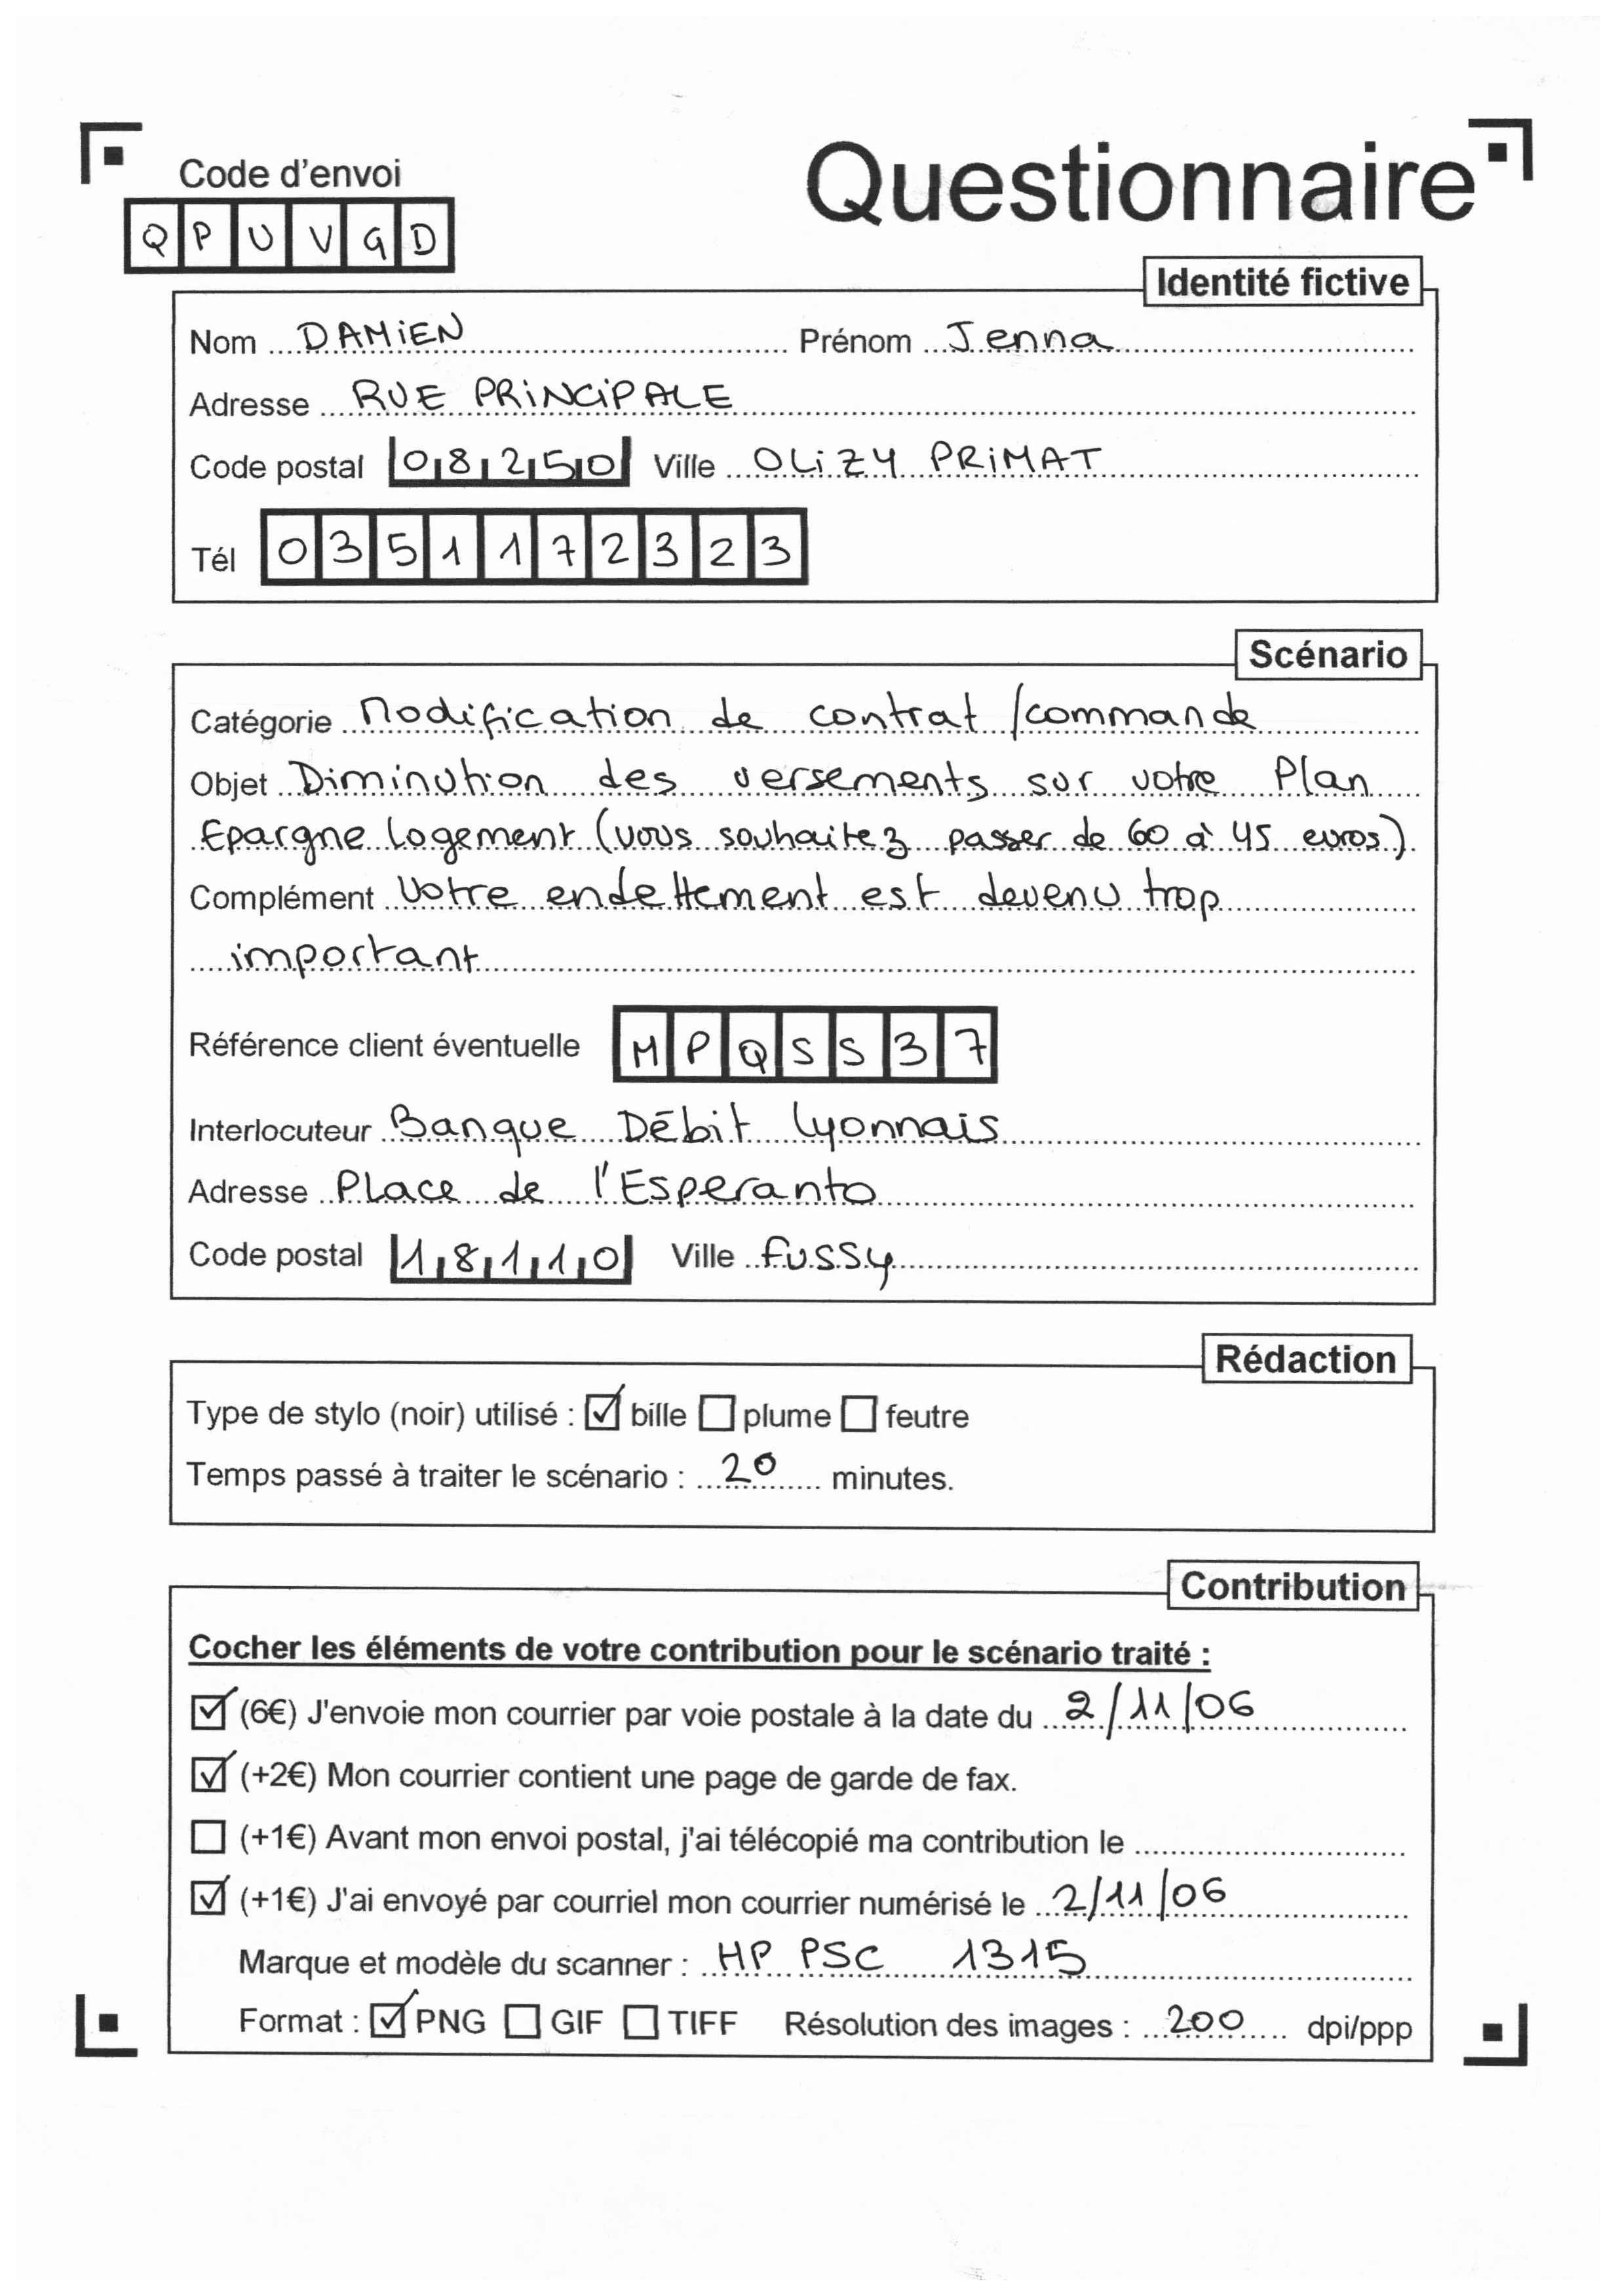 Code d'envoi
Questionnaire
QPUVGD
Identité fictive
Nom DAMiEN Prénom Jenna
Adresse RUE PRiNCiPALE
Code postal 08250 Ville OLiZY PRiMAT
Tél 0351172323
Scénario
Catégorie Modification de contrat / commande
Objet Diminution des versements sur votre Plan
Epargne Logement (vous souhaitez passer de 60 à 45 euros)
Complément Votre endettement est devenu trop
important
Référence client éventuelle MPQSS37
Interlocuteur Banque Débit Lyonnais
Adresse Place de l'Esperanto
Code postal 18110 Ville Fussy
Rédaction
Type de stylo (noir) utilisé : ☑ bille ☐ plume ☐ feutre
Temps passé à traiter le scénario : 20 minutes.
Contribution
Cocher les éléments de votre contribution pour le scénario traité :
☑ (6€) J'envoie mon courrier par voie postale à la date du 2/11/06
☑ (+2€) Mon courrier contient une page de garde de fax.
☐ (+1€) Avant mon envoi postal, j'ai télécopié ma contribution le
☑ (+1€) J'ai envoyé par courriel mon courrier numérisé le 2/11/06
Marque et modèle du scanner : HP PSC 1315
Format : ☑ PNG ☐ GIF ☐ TIFF Résolution des images : 200 dpi/ppp